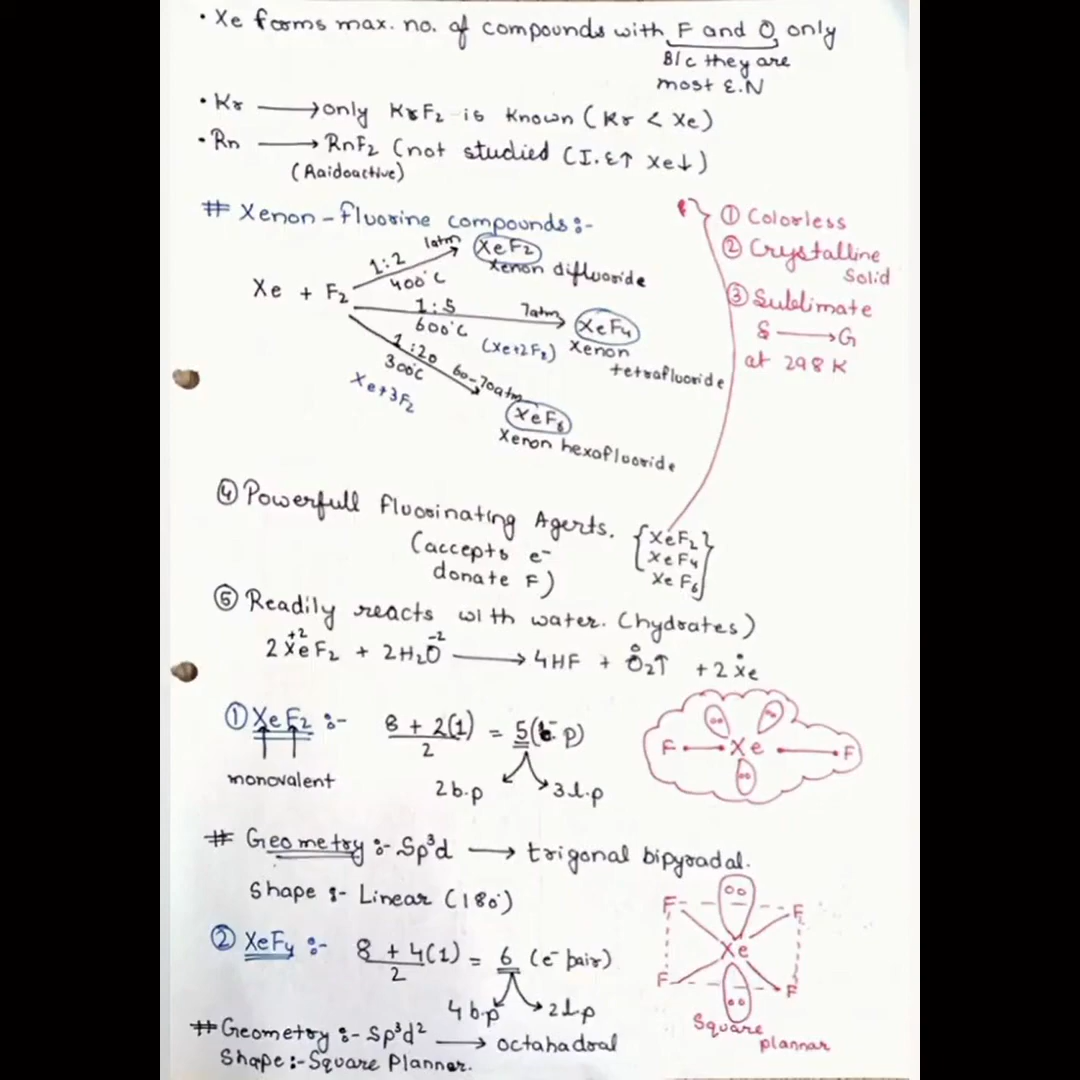 • Xe forms max. no. of compounds with F and O only
B/c they are
most E.N
• Kr ⟶ only KrF₂ is known (Kr < Xe)
• Rn ⟶ RnF₂ (not studied (I.E↑ Xe↓)
(Raidoactive)
# Xenon - fluorine compounds :-
Xe + F₂
1:2 1atm
400°C
XeF₂
Xenon difluoride
1:5 7atm
600°C (Xe+2F₂)
XeF₄
Xenon
tetrafluoride
1:20 60-70atm
300°C
Xe+3F₂
XeF₆
Xenon hexafluoride
① Colorless
② Crystalline
Solid
③ Sublimate
S ⟶ G
at 298 K
④ Powerfull fluorinating Agents. { XeF₂ }
(accepts e⁻ XeF₄
donate F) XeF₆
⑤ Readily reacts with water. (hydrates)
+2 -2 0 0
2XeF₂ + 2H₂O ⟶ 4HF + O₂↑ + 2Xe
① XeF₂ :- 8 + 2(1) / 2 = 5 (e⁻ p)
monovalent 2b.p 3l.p
F Xe F
# Geometry :- Sp³d ⟶ trigonal bipyradal.
Shape :- Linear (180°)
② XeF₄ :- 8 + 4(1) / 2 = 6 (e⁻ pair)
4b.p 2l.p
F F
Xe
F F
Square
plannar
# Geometry :- Sp³d² ⟶ octahadral
Shape :- Square Planner.